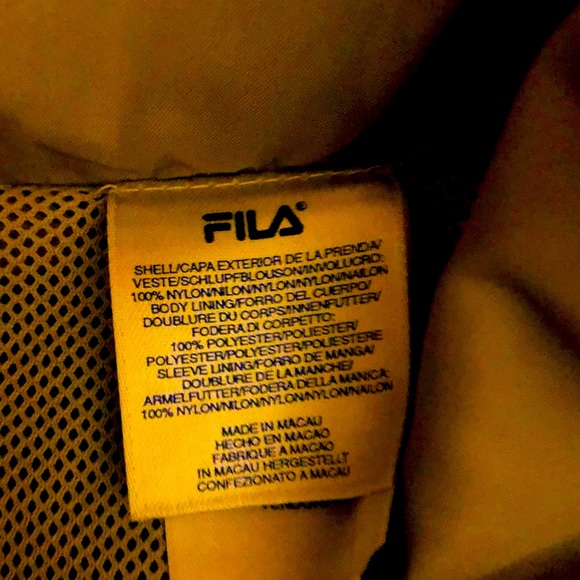 FILA®
SHELL/CAPA EXTERIOR DE LA PRENDA/
VESTE/SCHLUPFBLOUSON/INVOLUCRO:
100% NYLON/NILON/NYLON/NYLON/NAILON
BODY LINING/FORRO DEL CUERPO/
DOUBLURE DU CORPS/INNENFUTTER/
FODERA DI CORPETTO:
100% POLYESTER/POLIESTER/
POLYESTER/POLYESTER/POLIESTERE
SLEEVE LINING/FORRO DE MANGA/
DOUBLURE DE LA MANCHE/
ARMELFUTTER/FODERA DELLA MANICA:
100% NYLON/NILON/NYLON/NYLON/NAILON
MADE IN MACAU
HECHO EN MACAO
FABRIQUE A MACAO
IN MACAU HERGESTELLT
CONFEZIONATO A MACAU